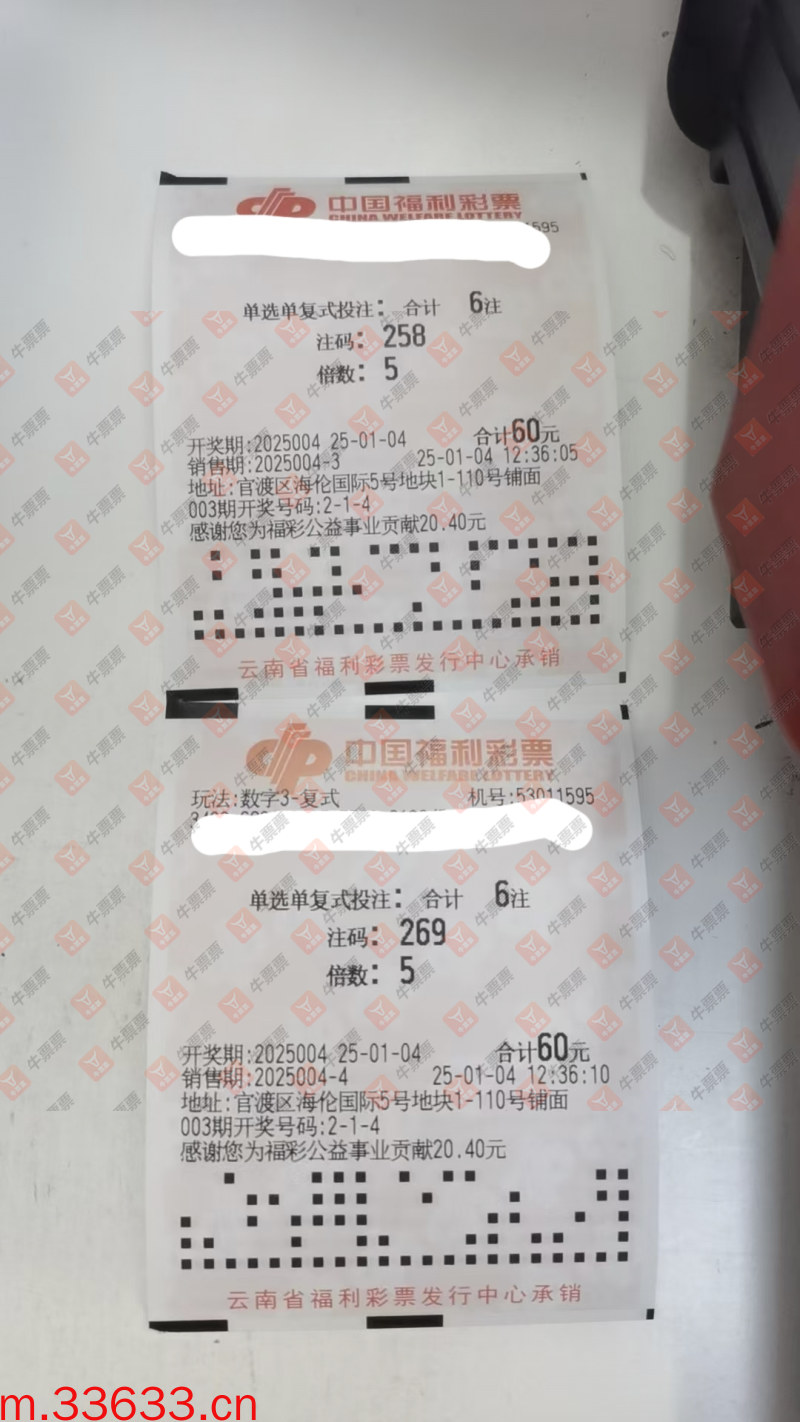 中国福利彩票
CHINA WELFARE LOTTERY
1595
单选单复式投注: 合计 6注
注码: 258
倍数: 5
开奖期:2025004 25-01-04 合计60元
销售期:2025004-3 25-01-04 12:36:05
地址:官渡区海伦国际5号地块1-110号铺面
003期开奖号码:2-1-4
感谢您为福彩公益事业贡献20.40元
云南省福利彩票发行中心承销
中国福利彩票
CHINA WELFARE LOTTERY
玩法:数字3-复式 机号:53011595
单选单复式投注: 合计 6注
注码: 269
倍数: 5
开奖期:2025004 25-01-04 合计60元
销售期:2025004-4 25-01-04 12:36:10
地址:官渡区海伦国际5号地块1-110号铺面
003期开奖号码:2-1-4
感谢您为福彩公益事业贡献20.40元
云南省福利彩票发行中心承销
牛票票
m.33633.cn